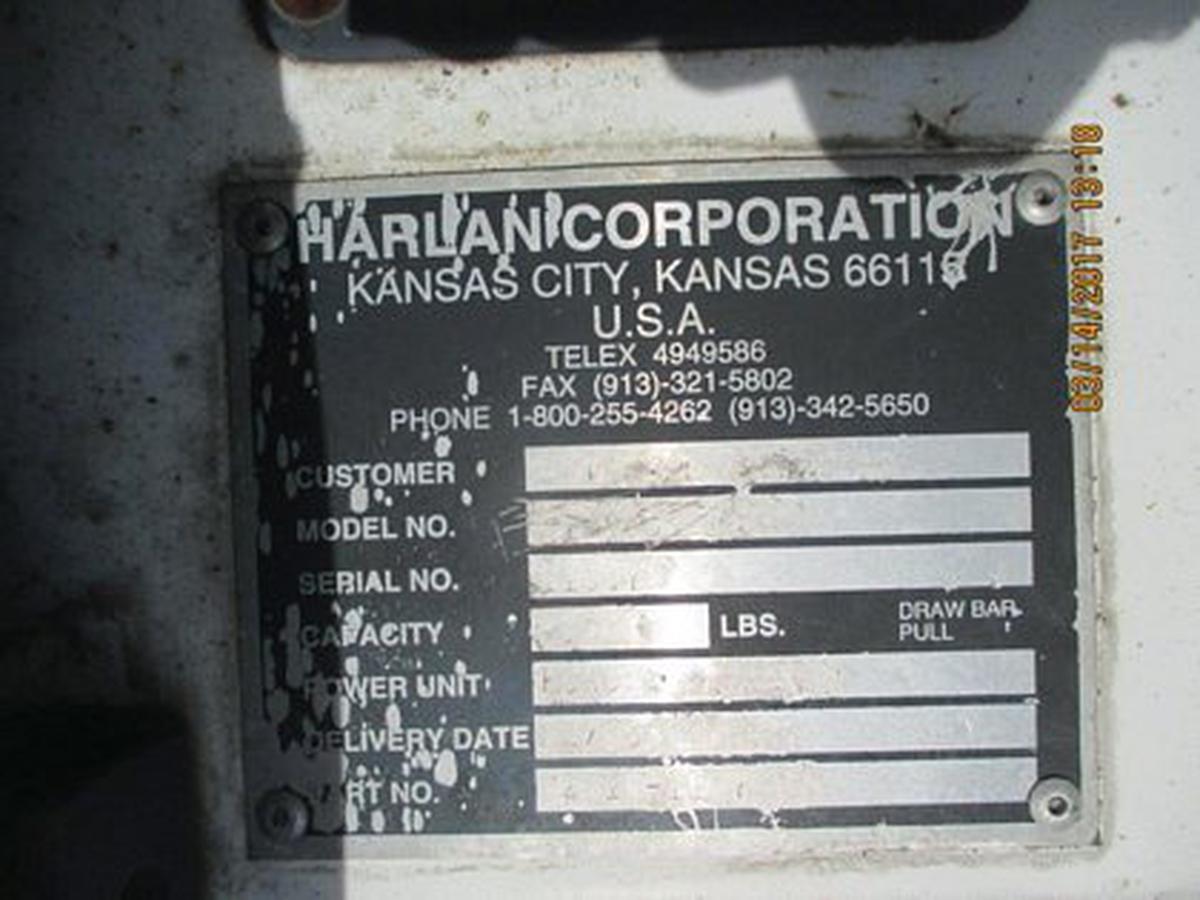 HARLAN CORPORATION
KANSAS CITY, KANSAS
U.S.A.
TELEX 4949586
FAX (913)-321-5802
PHONE 1-800-255-4262 (913)-342-5650
CUSTOMER
MODEL NO.
SERIAL NO.
CAPACITY LBS. DRAW BAR
PULL
POWER UNIT
DELIVERY DATE
NO.
03/14/2017 13:18